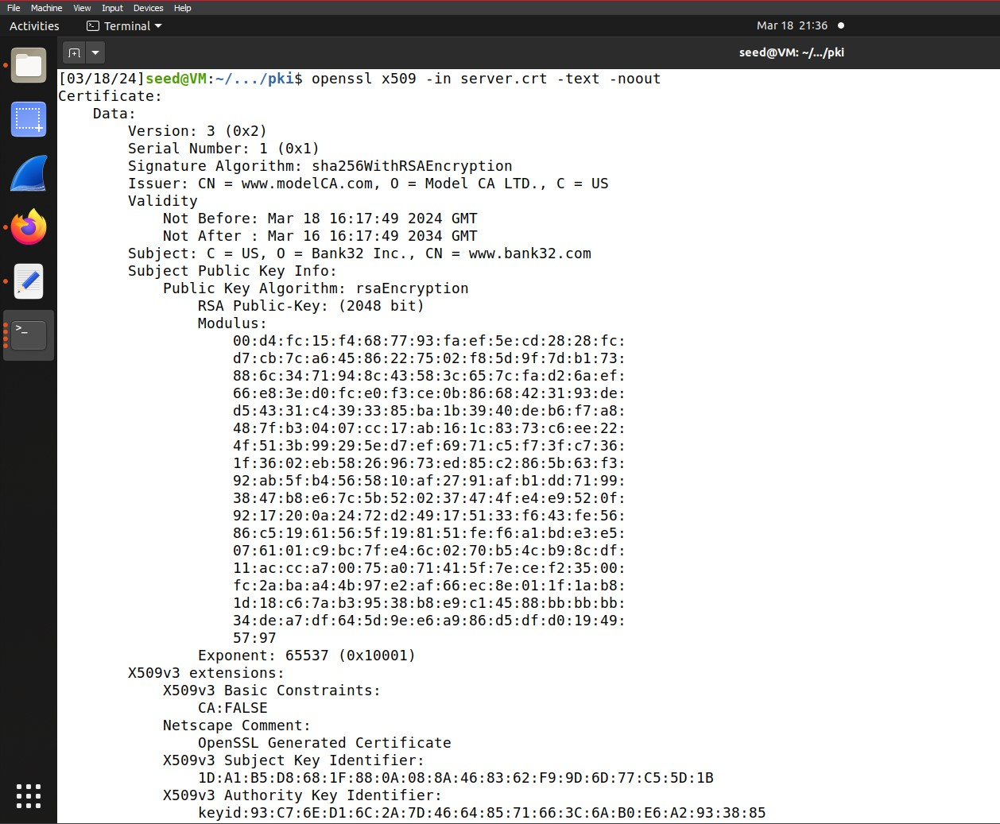 File Machine View Input Devices Help
Activities Terminal Mar 18 21:36
seed@VM: ~/.../pki
[03/18/24]seed@VM:~/.../pki$ openssl x509 -in server.crt -text -noout
Certificate:
    Data:
        Version: 3 (0x2)
        Serial Number: 1 (0x1)
        Signature Algorithm: sha256WithRSAEncryption
        Issuer: CN = www.modelCA.com, O = Model CA LTD., C = US
        Validity
            Not Before: Mar 18 16:17:49 2024 GMT
            Not After : Mar 16 16:17:49 2034 GMT
        Subject: C = US, O = Bank32 Inc., CN = www.bank32.com
        Subject Public Key Info:
            Public Key Algorithm: rsaEncryption
                RSA Public-Key: (2048 bit)
                Modulus:
                    00:d4:fc:15:f4:68:77:93:fa:ef:5e:cd:28:28:fc:
                    d7:cb:7c:a6:45:86:22:75:02:f8:5d:9f:7d:b1:73:
                    88:6c:34:71:94:8c:43:58:3c:65:7c:fa:d2:6a:ef:
                    66:e8:3e:d0:fc:e0:f3:ce:0b:86:68:42:31:93:de:
                    d5:43:31:c4:39:33:85:ba:1b:39:40:de:b6:f7:a8:
                    48:7f:b3:04:07:cc:17:ab:16:1c:83:73:c6:ee:22:
                    4f:51:3b:99:29:5e:d7:ef:69:71:c5:f7:3f:c7:36:
                    1f:36:02:eb:58:26:96:73:ed:85:c2:86:5b:63:f3:
                    92:ab:5f:b4:56:58:10:af:27:91:af:b1:dd:71:99:
                    38:47:b8:e6:7c:5b:52:02:37:47:4f:e4:e9:52:0f:
                    92:17:20:0a:24:72:d2:49:17:51:33:f6:43:fe:56:
                    86:c5:19:61:56:5f:19:81:51:fe:f6:a1:bd:e3:e5:
                    07:61:01:c9:bc:7f:e4:6c:02:70:b5:4c:b9:8c:df:
                    11:ac:cc:a7:00:75:a0:71:41:5f:7e:ce:f2:35:00:
                    fc:2a:ba:a4:4b:97:e2:af:66:ec:8e:01:1f:1a:b8:
                    1d:18:c6:7a:b3:95:38:b8:e9:c1:45:88:bb:bb:bb:
                    34:de:a7:df:64:5d:9e:e6:a9:86:d5:df:d0:19:49:
                    57:97
                Exponent: 65537 (0x10001)
        X509v3 extensions:
            X509v3 Basic Constraints:
                CA:FALSE
            Netscape Comment:
                OpenSSL Generated Certificate
            X509v3 Subject Key Identifier:
                1D:A1:B5:D8:68:1F:88:0A:08:8A:46:83:62:F9:9D:6D:77:C5:5D:1B
            X509v3 Authority Key Identifier:
                keyid:93:C7:6E:D1:6C:2A:7D:46:64:85:71:66:3C:6A:B0:E6:A2:93:38:85